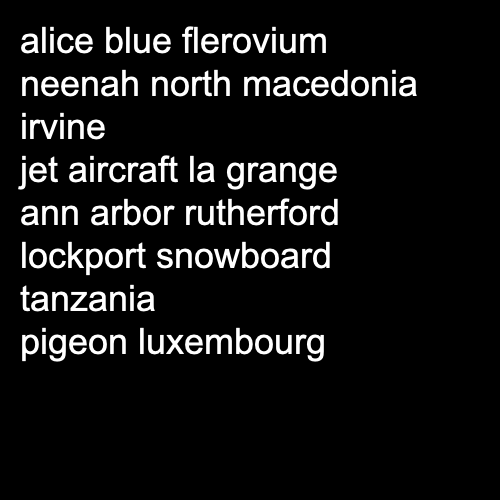 alice blue flerovium
neenah north macedonia
irvine
jet aircraft la grange
ann arbor rutherford
lockport snowboard
tanzania
pigeon luxembourg